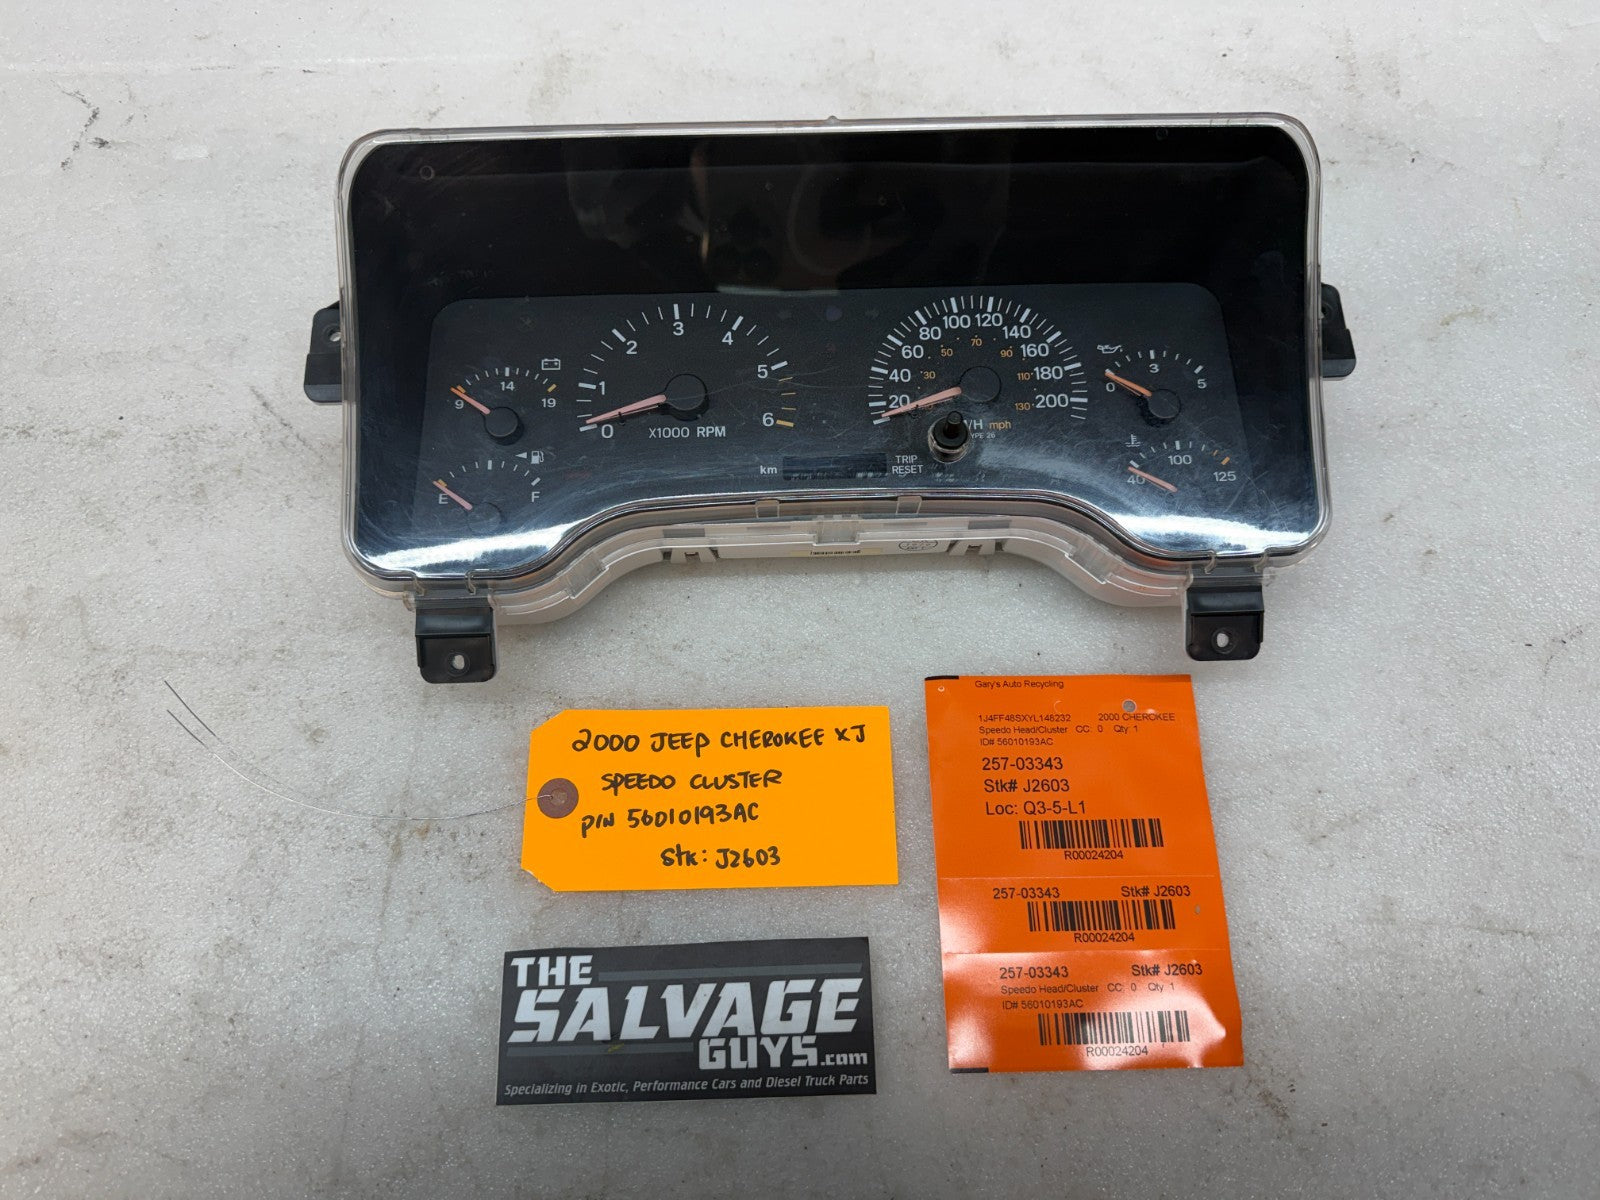 3
2
4
1
5
0
6
X1000 RPM
14
9
19
E
F
km
TRIP
RESET
80
100
120
140
60
160
40
180
20
200
50
70
90
30
110
130
/H mph
YPE 26
3
0
5
100
40
125
2000 JEEP CHEROKEE XJ
SPEEDO CLUSTER
P/N 56010193AC
Stk: J2603
Gary's Auto Recycling
1J4FF48SXYL148232 2000 CHEROKEE
Speedo Head/Cluster CC: 0 Qty: 1
ID# 56010193AC
257-03343
Stk# J2603
Loc: Q3-5-L1
R00024204
257-03343 Stk# J2603
R00024204
257-03343 Stk# J2603
Speedo Head/Cluster CC: 0 Qty 1
ID# 56010193AC
R00024204
THE
SALVAGE
GUYS.com
Specializing in Exotic, Performance Cars and Diesel Truck Parts